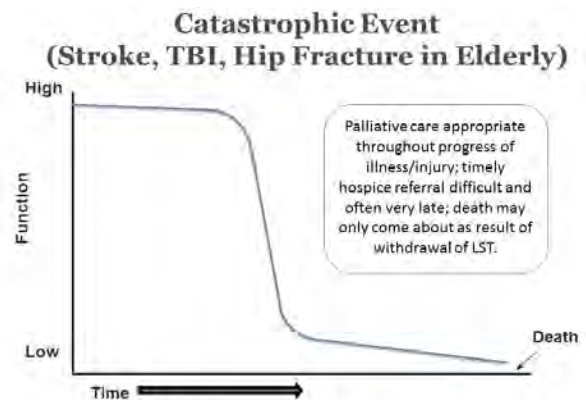 Catastrophic Event
(Stroke, TBI, Hip Fracture in Elderly)
High
Palliative care appropriate
throughout progress of
illness/injury; timely
hospice referral difficult and
often very late; death may
only come about as result of
withdrawal of LST.
Function
Low
Death
Time